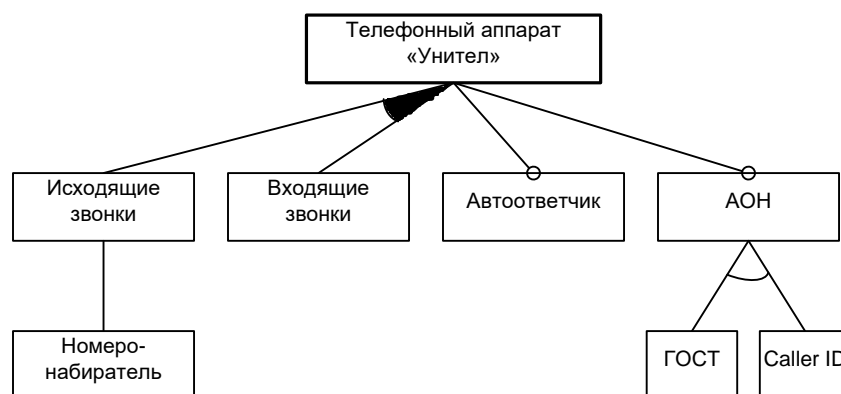 Телефонный аппарат
«Унител»
Исходящие
звонки
Входящие
звонки
Автоответчик
АОН
Номеро-
набиратель
ГОСТ
Caller ID